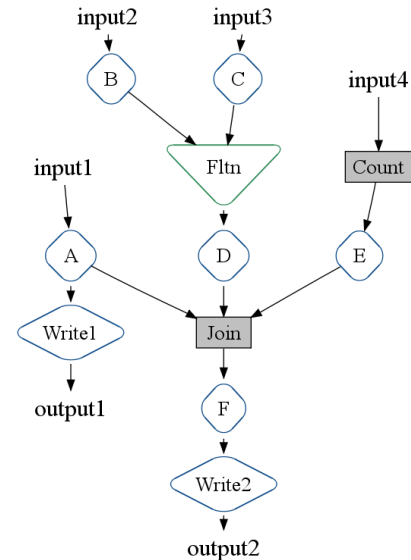 input2
input3
B
C
input4
Fltn
Count
input1
A
D
E
Write1
Join
output1
F
Write2
output2